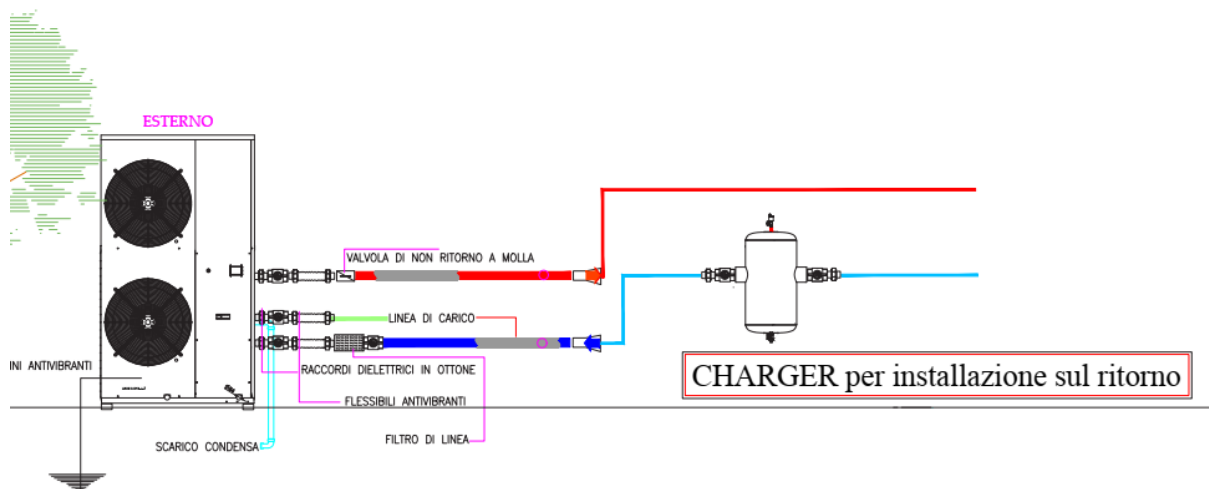 ESTERNO
VALVOLA DI NON RITORNO A MOLLA
LINEA DI CARICO
INI ANTIVIBRANTI
RACCORDI DIELETTRICI IN OTTONE
CHARGER per installazione sul ritorno
FLESSIBILI ANTIVIBRANTI
FILTRO DI LINEA
SCARICO CONDENSA